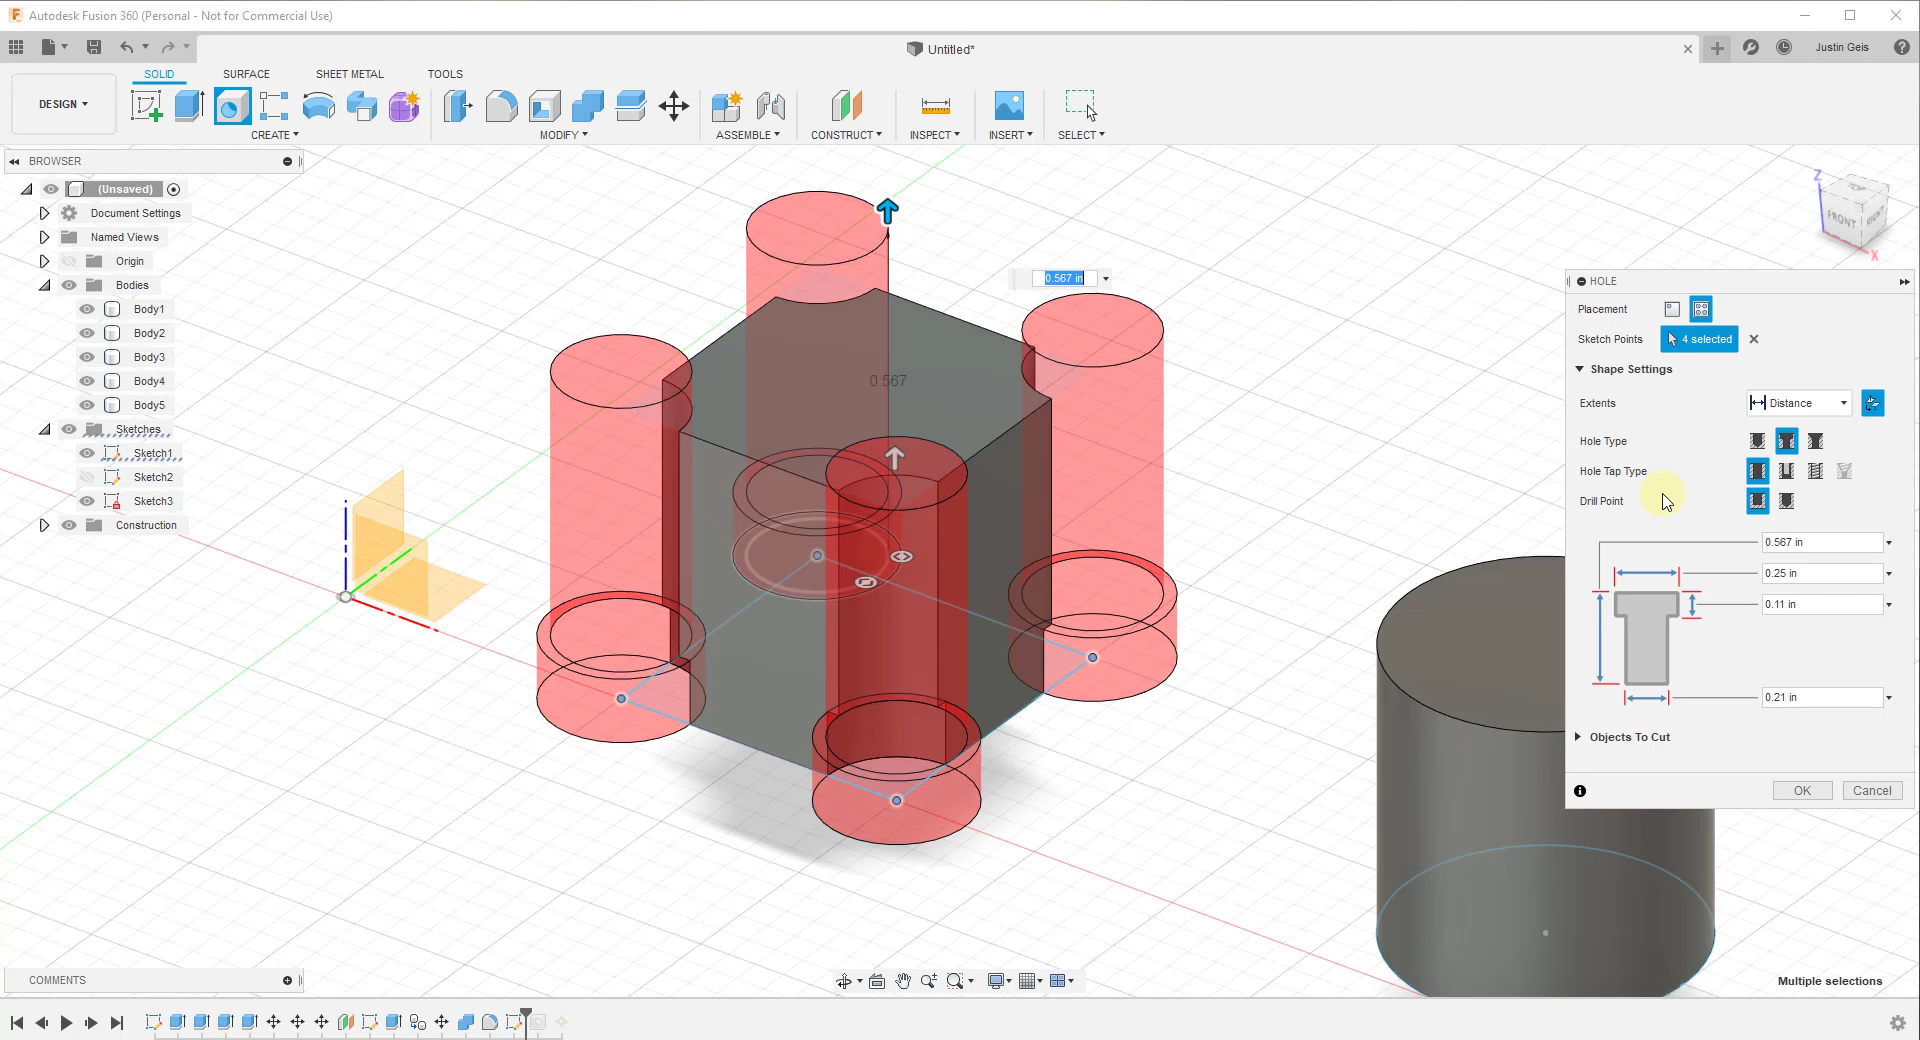 Autodesk Fusion 360 (Personal - Not for Commercial Use)
Untitled*
Justin Geis
SOLID SURFACE SHEET METAL TOOLS
DESIGN
CREATE MODIFY ASSEMBLE CONSTRUCT INSPECT INSERT SELECT
BROWSER
(Unsaved)
Document Settings
Named Views
Origin
Bodies
Body1
Body2
Body3
Body4
Body5
Sketches
Sketch1
Sketch2
Sketch3
Construction
0.567 in
0.567
Z
TOP
FRONT
RIGHT
X
HOLE
Placement
Sketch Points 4 selected
Shape Settings
Extents Distance
Hole Type
Hole Tap Type
Drill Point
0.567 in
0.25 in
0.11 in
0.21 in
Objects To Cut
OK Cancel
Multiple selections
COMMENTS